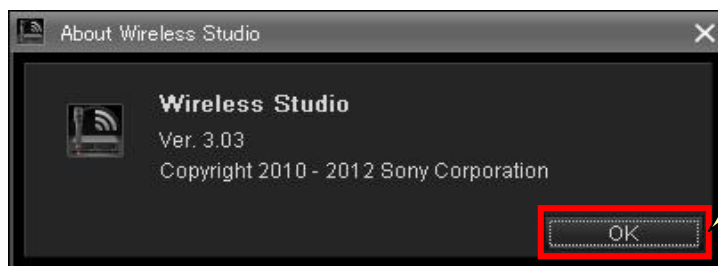 About Wireless Studio
Wireless Studio
Ver. 3.03
Copyright 2010 - 2012 Sony Corporation
OK